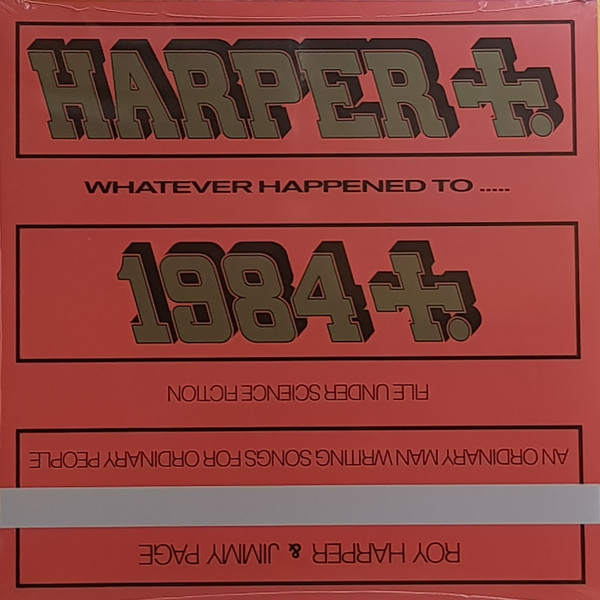 HARPER +.
WHATEVER HAPPENED TO .....
1984 +.
FILE UNDER SCIENCE FICTION
AN ORDINARY MAN WRITING SONGS FOR ORDINARY PEOPLE
ROY HARPER & JIMMY PAGE